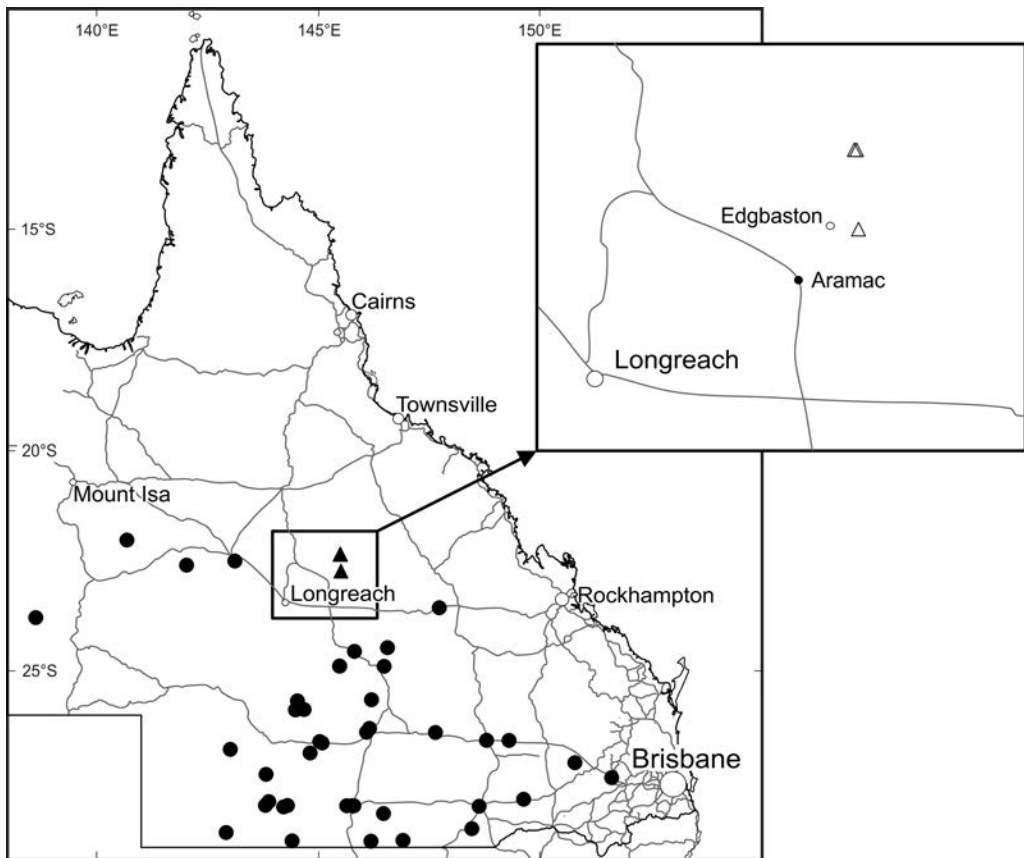 140°E 145°E 150°E
Edgbaston
15°S
Aramac
Cairns
Longreach
Townsville
20°S
Mount Isa
Longreach
Rockhampton
25°S
Brisbane